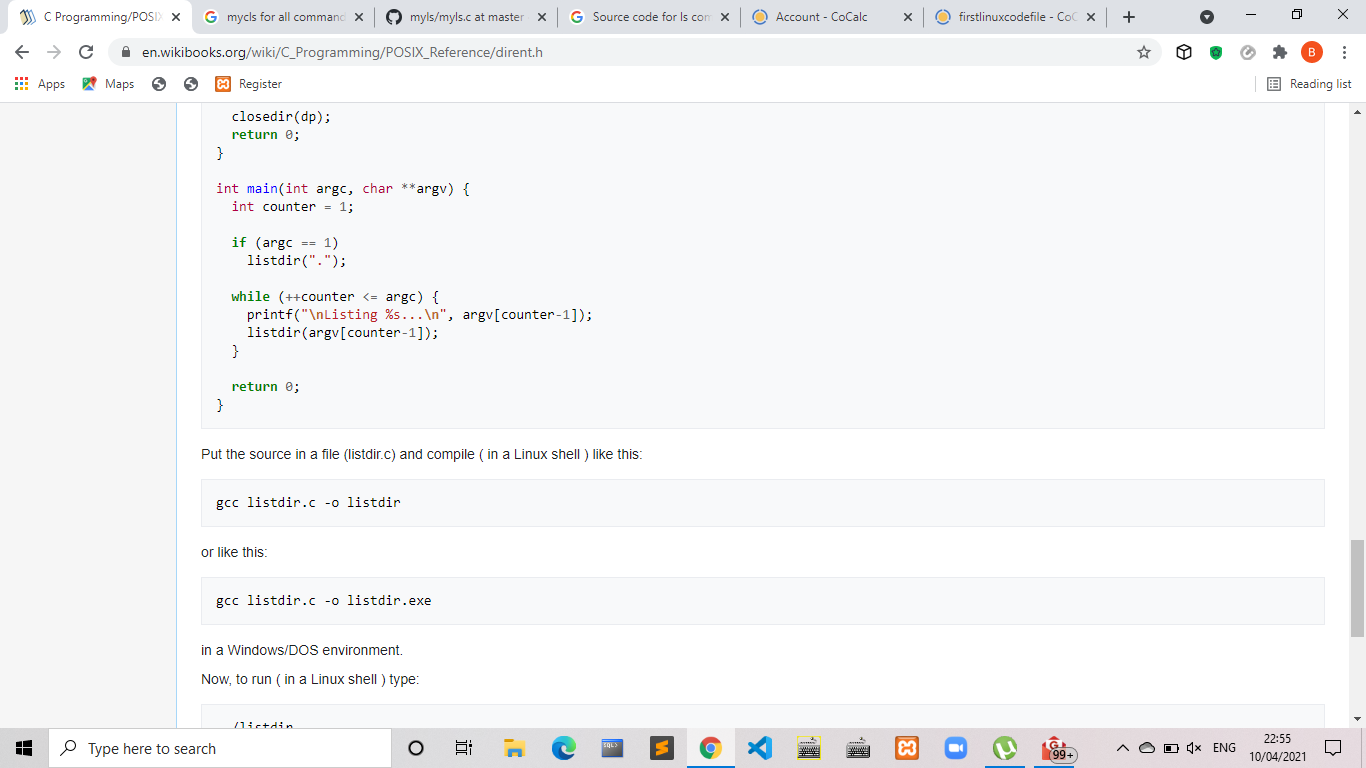 C Programming/POSIX
mycls for all command
myls/myls.c at master
Source code for ls com
Account - CoCalc
firstlinuxcodefile - CoC
en.wikibooks.org/wiki/C_Programming/POSIX_Reference/dirent.h
B
Apps
Maps
Register
Reading list
closedir(dp);
return 0;
}
int main(int argc, char **argv) {
int counter = 1;
if (argc == 1)
listdir(".");
while (++counter <= argc) {
printf("\nListing %s...\n", argv[counter-1]);
listdir(argv[counter-1]);
}
return 0;
}
Put the source in a file (listdir.c) and compile ( in a Linux shell ) like this:
gcc listdir.c -o listdir
or like this:
gcc listdir.c -o listdir.exe
in a Windows/DOS environment.
Now, to run ( in a Linux shell ) type:
./listdir
Type here to search
99+
ENG
22:55
10/04/2021